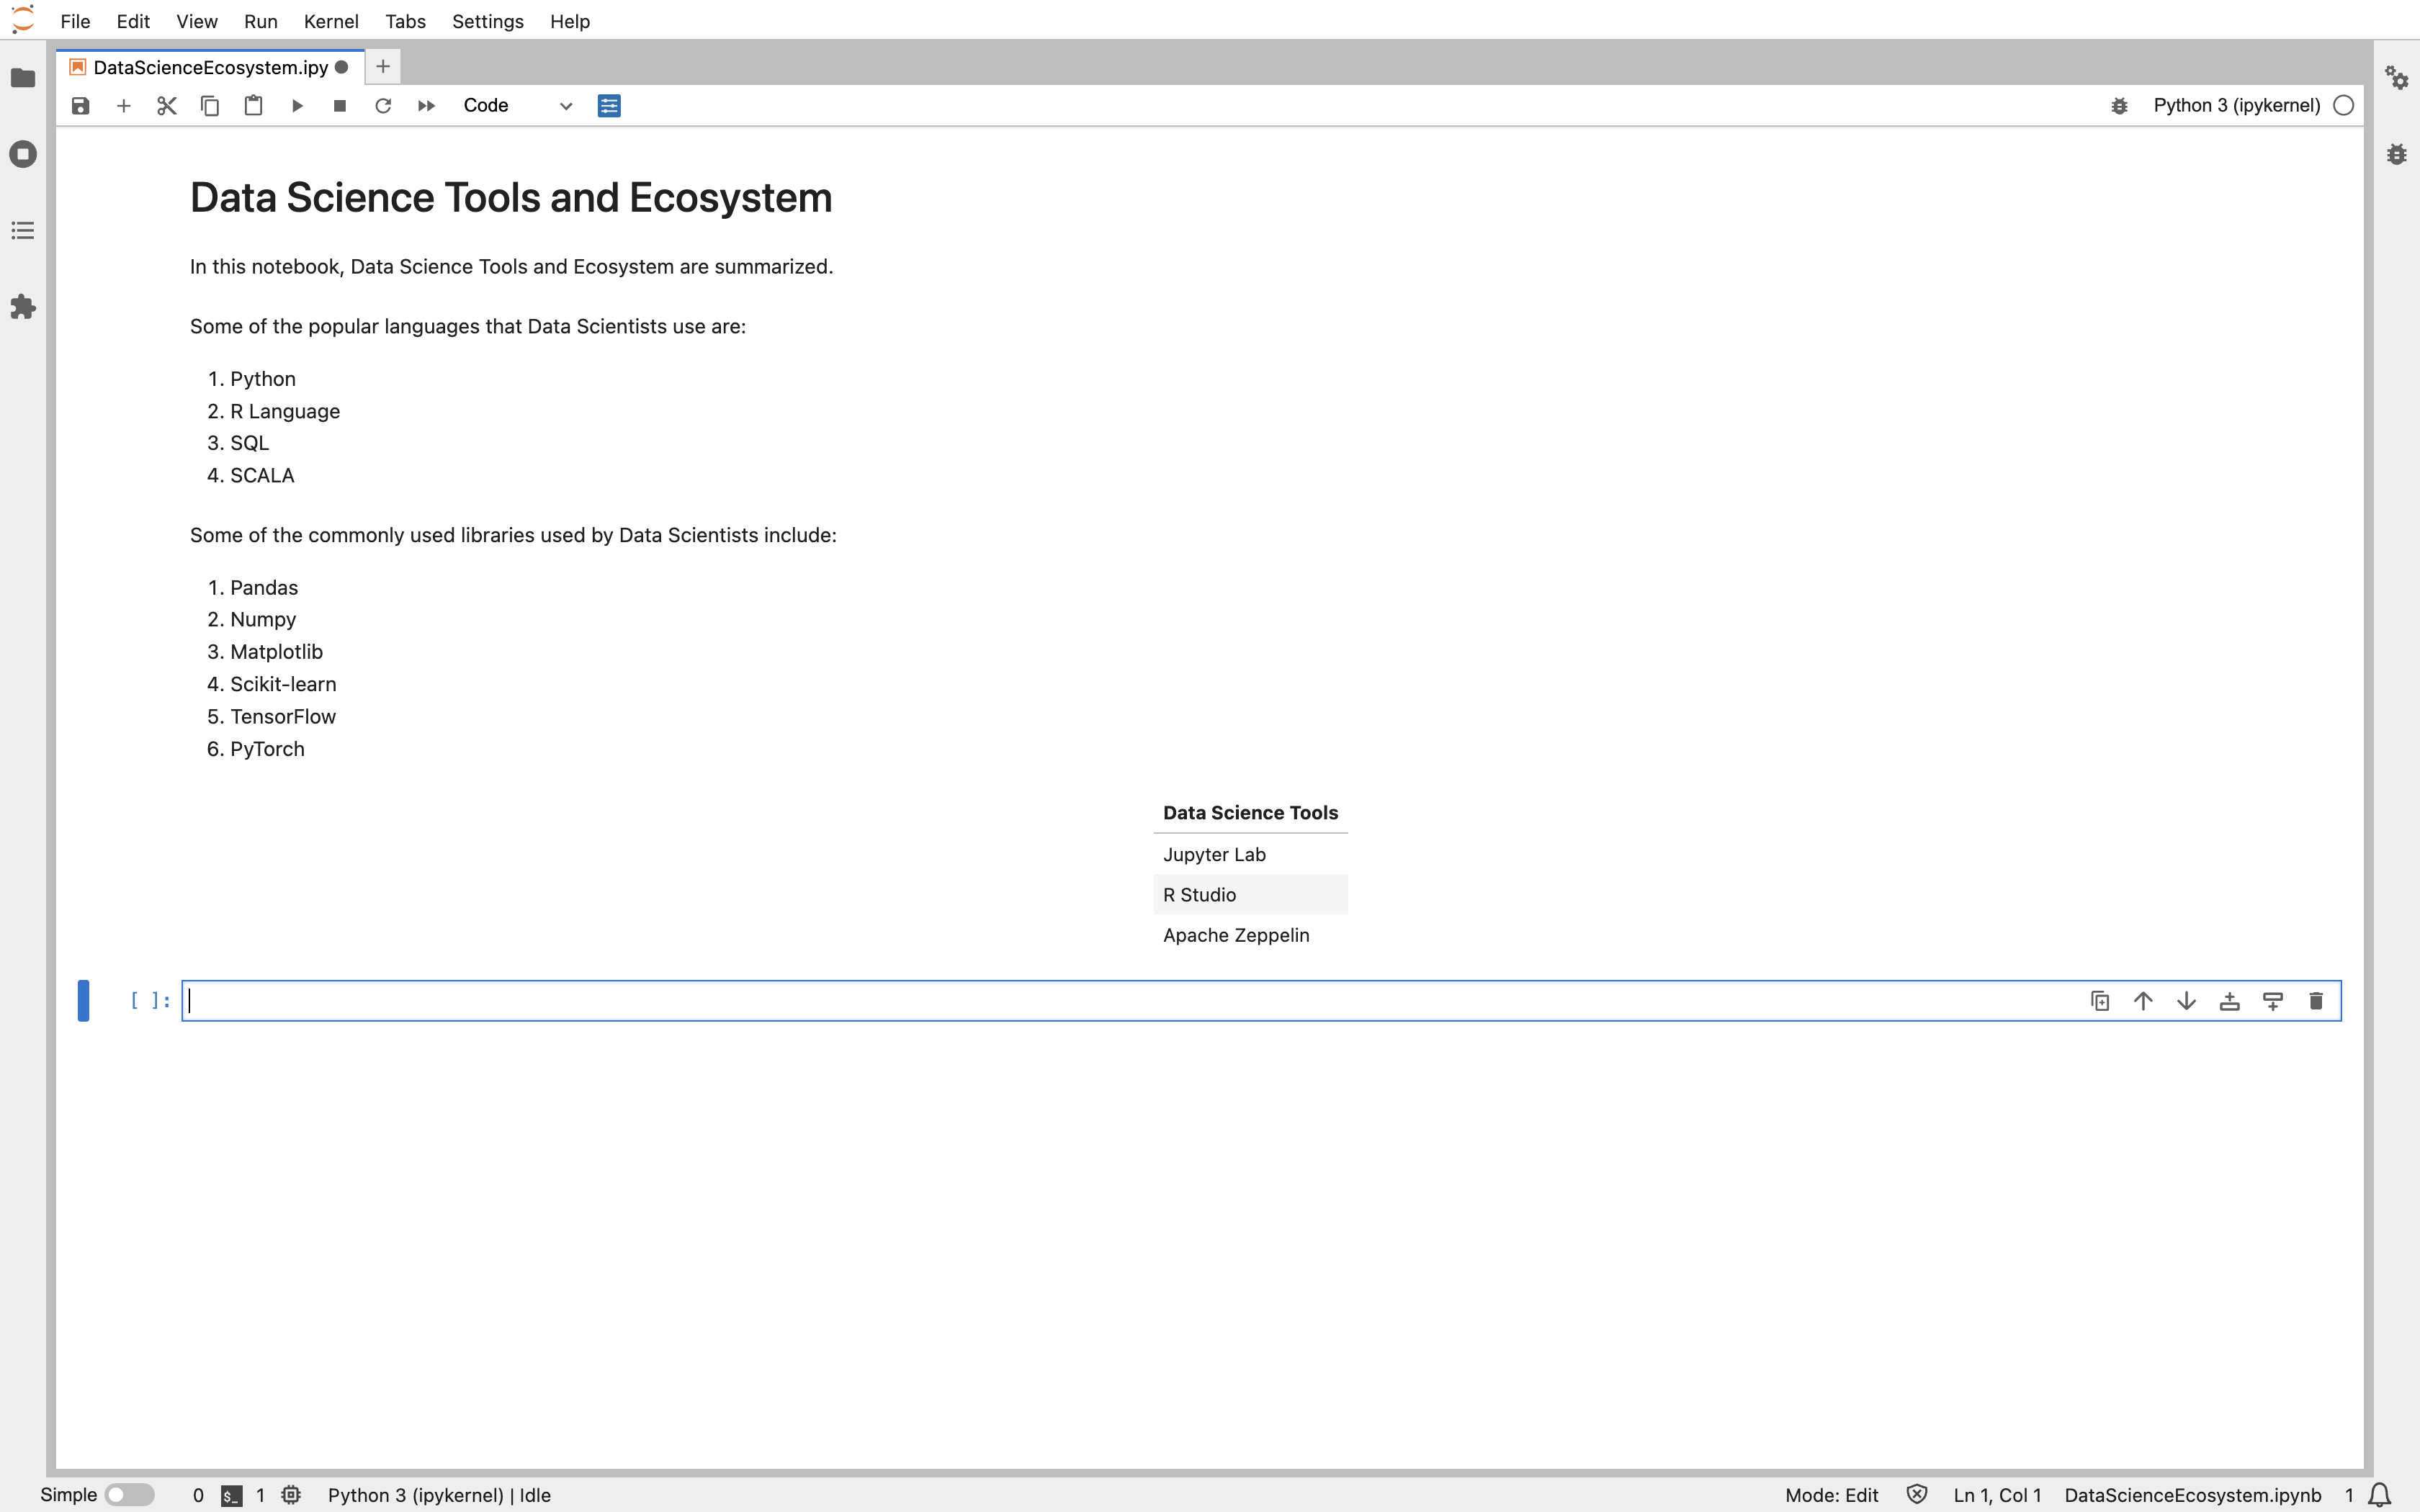 File Edit View Run Kernel Tabs Settings Help
DataScienceEcosystem.ipy
Code
Python 3 (ipykernel)
Data Science Tools and Ecosystem
In this notebook, Data Science Tools and Ecosystem are summarized.
Some of the popular languages that Data Scientists use are:
1. Python
2. R Language
3. SQL
4. SCALA
Some of the commonly used libraries used by Data Scientists include:
1. Pandas
2. Numpy
3. Matplotlib
4. Scikit-learn
5. TensorFlow
6. PyTorch
Data Science Tools
Jupyter Lab
R Studio
Apache Zeppelin
[ ]:
Simple 0 $_ 1 Python 3 (ipykernel) | Idle Mode: Edit Ln 1, Col 1 DataScienceEcosystem.ipynb 1